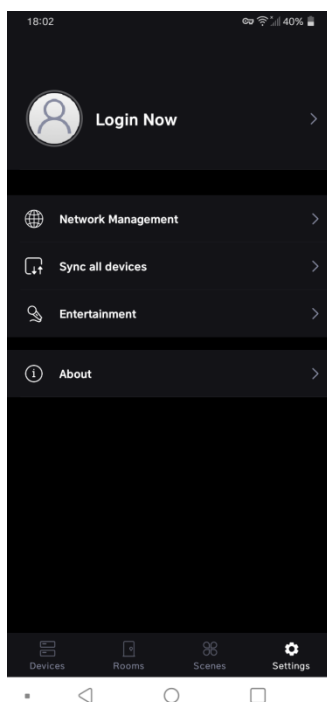 18:02 40%
Login Now
Network Management
Sync all devices
Entertainment
About
Devices Rooms Scenes Settings